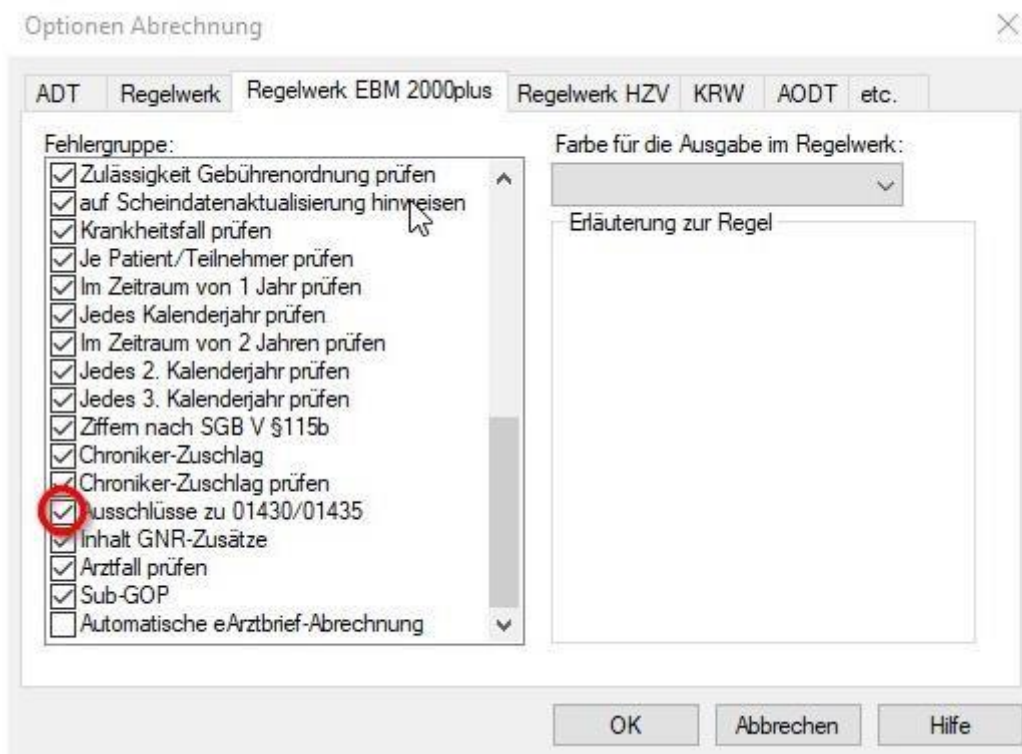 Optionen Abrechnung
ADT Regelwerk Regelwerk EBM 2000plus Regelwerk HZV KRW AODT etc.
Fehlergruppe:
Zulässigkeit Gebührenordnung prüfen
auf Scheindatenaktualisierung hinweisen
Krankheitsfall prüfen
Je Patient/Teilnehmer prüfen
Im Zeitraum von 1 Jahr prüfen
Jedes Kalenderjahr prüfen
Im Zeitraum von 2 Jahren prüfen
Jedes 2. Kalenderjahr prüfen
Jedes 3. Kalenderjahr prüfen
Ziffern nach SGB V §115b
Chroniker-Zuschlag
Chroniker-Zuschlag prüfen
Ausschlüsse zu 01430/01435
Inhalt GNR-Zusätze
Arztfall prüfen
Sub-GOP
Automatische eArztbrief-Abrechnung
Farbe für die Ausgabe im Regelwerk:
Erläuterung zur Regel
OK Abbrechen Hilfe